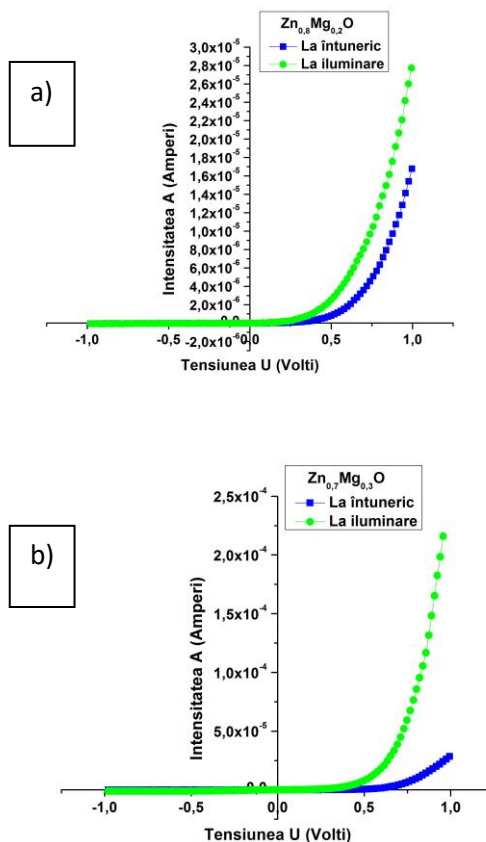 a)
Zn0,8Mg0,2O
La întuneric
La iluminare
Intensitatea A (Amperi)
3,0x10-5
2,8x10-5
2,6x10-5
2,4x10-5
2,2x10-5
2,0x10-5
1,8x10-5
1,6x10-5
1,4x10-5
1,2x10-5
1,0x10-5
8,0x10-6
6,0x10-6
4,0x10-6
2,0x10-6
0,0
-2,0x10-6
-1,0 -0,5 0,5 1,0
Tensiunea U (Volti)
b)
Zn0,7Mg0,3O
La întuneric
La iluminare
Intensitatea A (Amperi)
2,5x10-4
2,0x10-4
1,5x10-4
1,0x10-4
5,0x10-5
0,0
-1,0 -0,5 0,0 0,5 1,0
Tensiunea U (Volti)